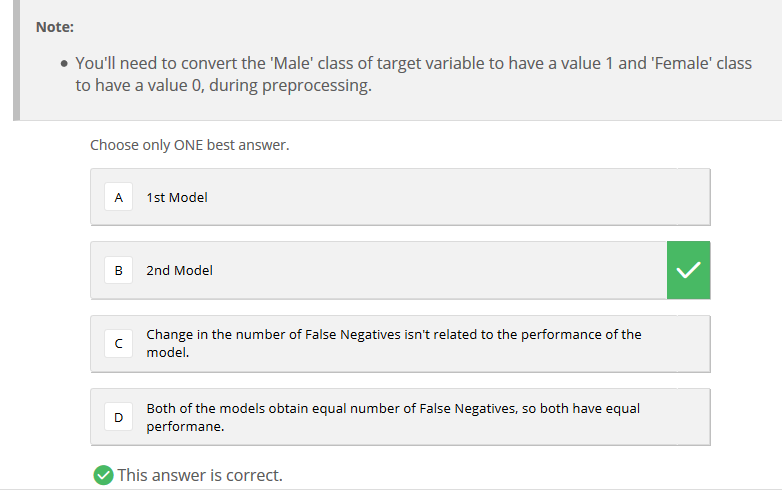 Note:
• You'll need to convert the 'Male' class of target variable to have a value 1 and 'Female' class
to have a value 0, during preprocessing.
Choose only ONE best answer.
A 1st Model
B 2nd Model
C Change in the number of False Negatives isn't related to the performance of the
model.
D Both of the models obtain equal number of False Negatives, so both have equal
performane.
This answer is correct.